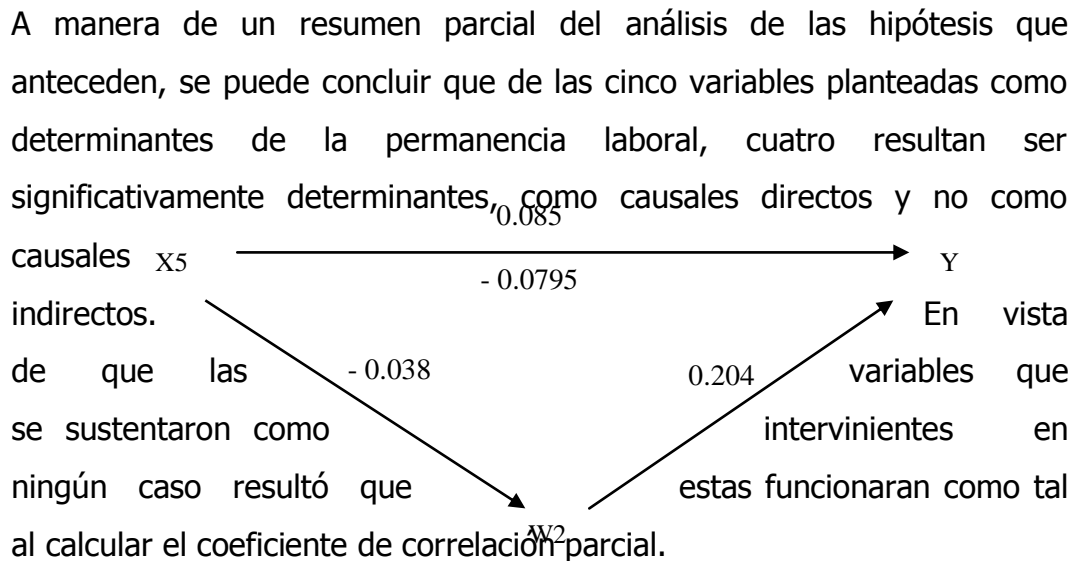 A manera de un resumen parcial del análisis de las hipótesis que
anteceden, se puede concluir que de las cinco variables planteadas como
determinantes de la permanencia laboral, cuatro resultan ser
significativamente determinantes, como causales directos y no como
0.085
causales X5 Y
- 0.0795
indirectos. En vista
de que las - 0.038 0.204 variables que
se sustentaron como intervinientes en
ningún caso resultó que estas funcionaran como tal
W2
al calcular el coeficiente de correlación parcial.